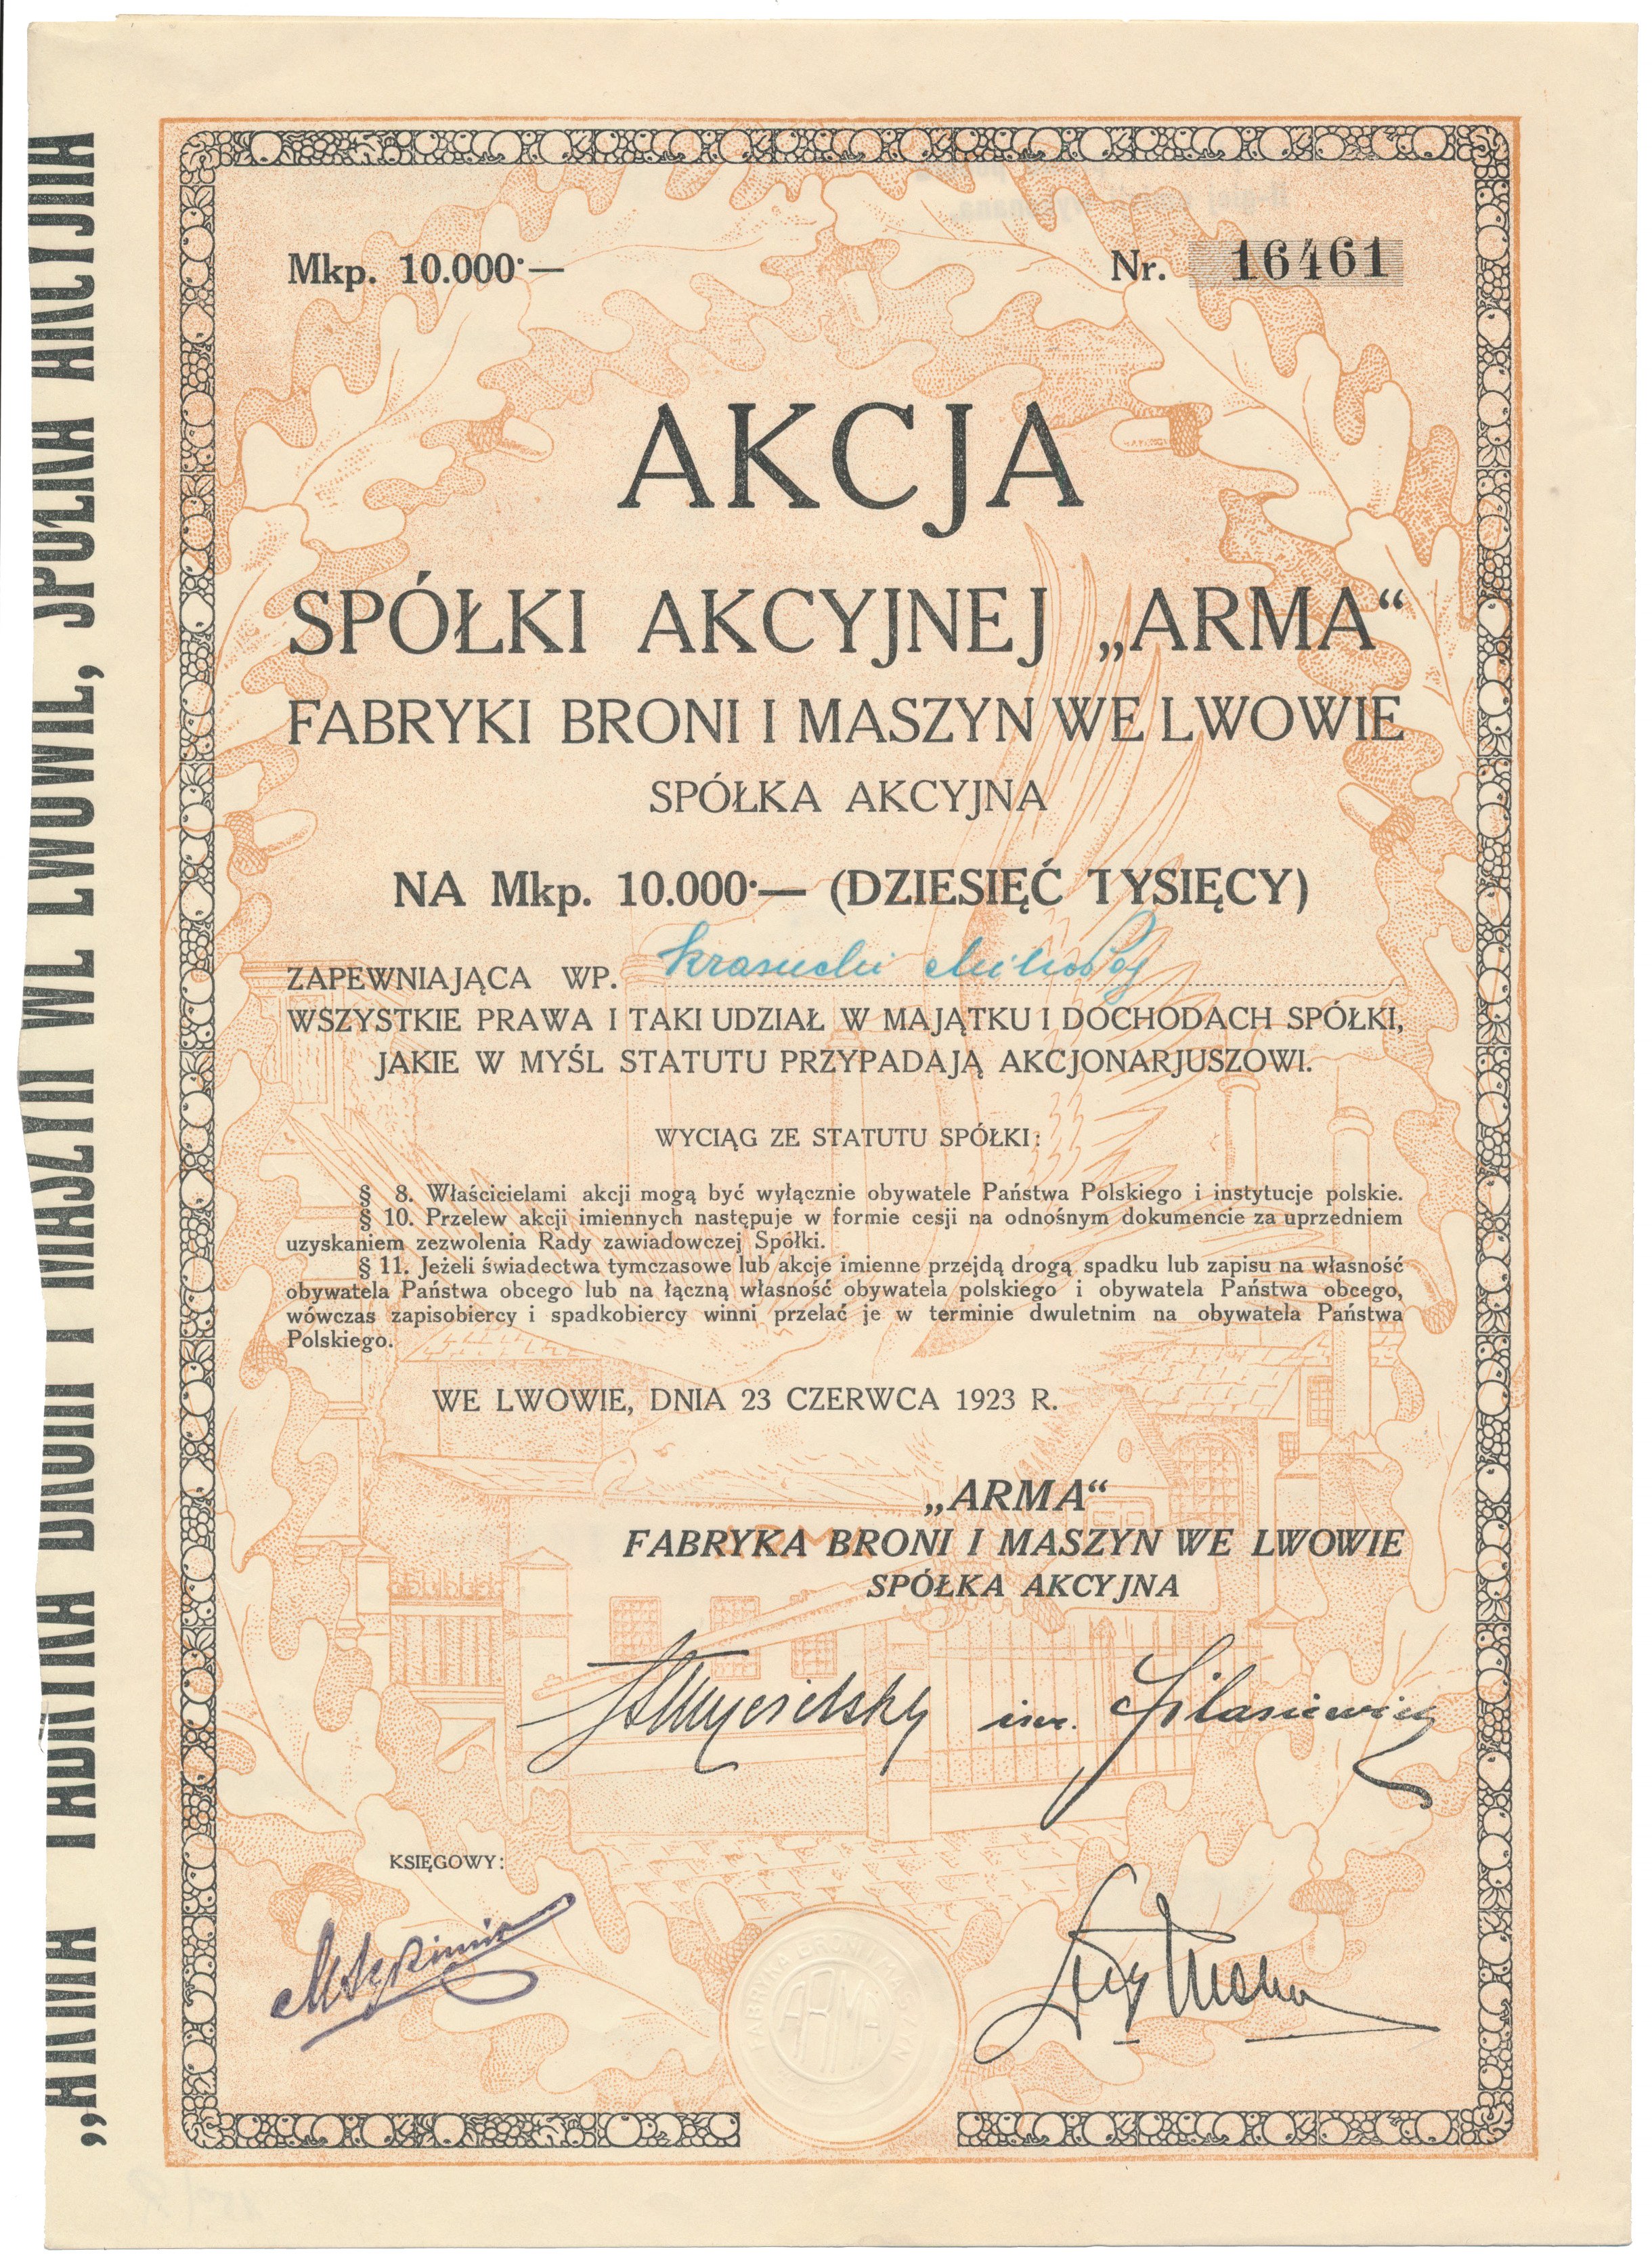 Mkp. 10.000·—
Nr. 16461
AKCJA
SPÓŁKI AKCYJNEJ „ARMA“
FABRYKI BRONI I MASZYN WE LWOWIE
SPÓŁKA AKCYJNA
NA Mkp. 10.000·— (DZIESIĘĆ TYSIĘCY)
ZAPEWNIAJĄCA WP. Krasucki
WSZYSTKIE PRAWA I TAKI UDZIAŁ W MAJĄTKU I DOCHODACH SPÓŁKI,
JAKIE W MYŚL STATUTU PRZYPADAJĄ AKCJONARJUSZOWI.
WYCIĄG ZE STATUTU SPÓŁKI:
§ 8. Właścicielami akcji mogą być wyłącznie obywatele Państwa Polskiego i instytucje polskie.
§ 10. Przelew akcji imiennych następuje w formie cesji na odnośnym dokumencie za uprzedniem
uzyskaniem zezwolenia Rady zawiadowczej Spółki.
§ 11. Jeżeli świadectwa tymczasowe lub akcje imienne przejdą drogą spadku lub zapisu na własność
obywatela Państwa obcego lub na łączną własność obywatela polskiego i obywatela Państwa obcego,
wówczas zapisobiercy i spadkobiercy winni przelać je w terminie dwuletnim na obywatela Państwa
Polskiego.
WE LWOWIE, DNIA 23 CZERWCA 1923 R.
„ARMA“
FABRYKA BRONI I MASZYN WE LWOWIE
SPÓŁKA AKCYJNA
inż.
KSIĘGOWY:
ARMA
„ARMA“ FABRYKA BRONI I MASZYN WE LWOWIE, SPÓŁKA AKCYJNA